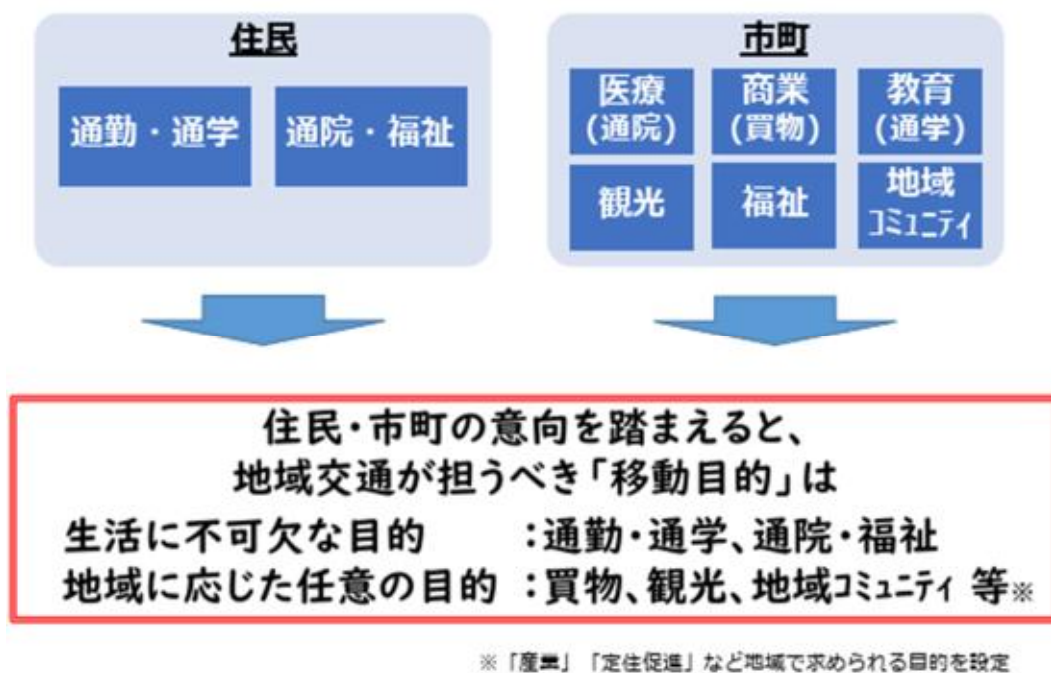 住民
通勤・通学
通院・福祉
市町
医療
(通院)
商業
(買物)
教育
(通学)
観光
福祉
地域
ｺﾐｭﾆﾃｨ
住民・市町の意向を踏まえると、
地域交通が担うべき「移動目的」は
生活に不可欠な目的　　　：通勤・通学、通院・福祉
地域に応じた任意の目的　：買物、観光、地域ｺﾐｭﾆﾃｨ 等※
※「産業」「定住促進」など地域で求められる目的を設定